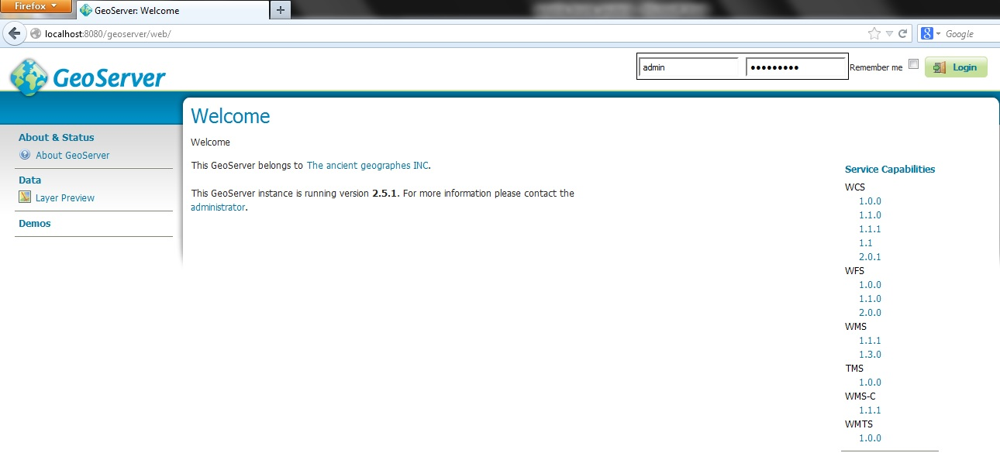 Firefox
GeoServer: Welcome
localhost:8080/geoserver/web/
Google
GeoServer
admin
•••••••••
Remember me
Login
About & Status
About GeoServer
Data
Layer Preview
Demos
Welcome
Welcome
This GeoServer belongs to The ancient geographes INC.
This GeoServer instance is running version 2.5.1. For more information please contact the
administrator.
Service Capabilities
WCS
1.0.0
1.1.0
1.1.1
1.1
2.0.1
WFS
1.0.0
1.1.0
2.0.0
WMS
1.1.1
1.3.0
TMS
1.0.0
WMS-C
1.1.1
WMTS
1.0.0